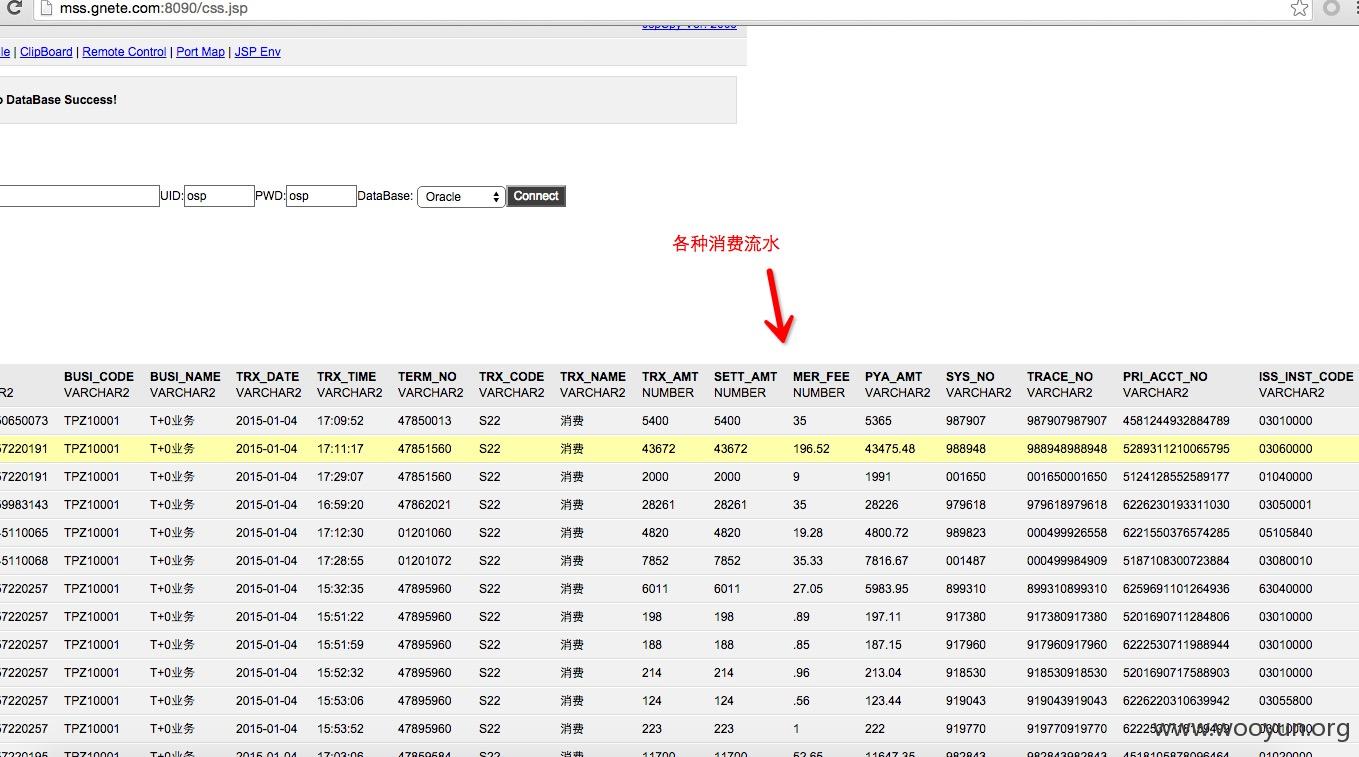 mss.gnete.com:8090/css.jsp
le | ClipBoard | Remote Control | Port Map | JSP Env
DataBase Success!
UID: osp PWD: osp DataBase: Oracle Connect
各种消费流水
BUSI_CODE BUSI_NAME TRX_DATE TRX_TIME TERM_NO TRX_CODE TRX_NAME TRX_AMT SETT_AMT MER_FEE PYA_AMT SYS_NO TRACE_NO PRI_ACCT_NO ISS_INST_CODE
R2 VARCHAR2 VARCHAR2 VARCHAR2 VARCHAR2 VARCHAR2 VARCHAR2 VARCHAR2 NUMBER NUMBER NUMBER VARCHAR2 VARCHAR2 VARCHAR2 VARCHAR2 VARCHAR2
0650073 TPZ10001 T+0业务 2015-01-04 17:09:52 47850013 S22 消费 5400 5400 35 5365 987907 987907987907 4581244932884789 03010000
7220191 TPZ10001 T+0业务 2015-01-04 17:11:17 47851560 S22 消费 43672 43672 196.52 43475.48 988948 988948988948 5289311210065795 03060000
7220191 TPZ10001 T+0业务 2015-01-04 17:29:07 47851560 S22 消费 2000 2000 9 1991 001650 001650001650 5124128552589177 01040000
9983143 TPZ10001 T+0业务 2015-01-04 16:59:20 47862021 S22 消费 28261 28261 35 28226 979618 979618979618 6226230193311030 03050001
5110065 TPZ10001 T+0业务 2015-01-04 17:12:30 01201060 S22 消费 4820 4820 19.28 4800.72 989823 000499926558 6221550376574285 05105840
5110068 TPZ10001 T+0业务 2015-01-04 17:28:55 01201072 S22 消费 7852 7852 35.33 7816.67 001487 000499984909 5187108300723884 03080010
7220257 TPZ10001 T+0业务 2015-01-04 15:32:35 47895960 S22 消费 6011 6011 27.05 5983.95 899310 899310899310 6259691101264936 63040000
7220257 TPZ10001 T+0业务 2015-01-04 15:51:22 47895960 S22 消费 198 198 .89 197.11 917380 917380917380 5201690711284806 03010000
7220257 TPZ10001 T+0业务 2015-01-04 15:51:59 47895960 S22 消费 188 188 .85 187.15 917960 917960917960 6222530711988944 03010000
7220257 TPZ10001 T+0业务 2015-01-04 15:52:32 47895960 S22 消费 214 214 .96 213.04 918530 918530918530 5201690717588903 03010000
7220257 TPZ10001 T+0业务 2015-01-04 15:53:06 47895960 S22 消费 124 124 .56 123.44 919043 919043919043 6226220310639942 03055800
7220257 TPZ10001 T+0业务 2015-01-04 15:53:52 47895960 S22 消费 223 223 1 222 919770 919770919770
www.wooyun.org